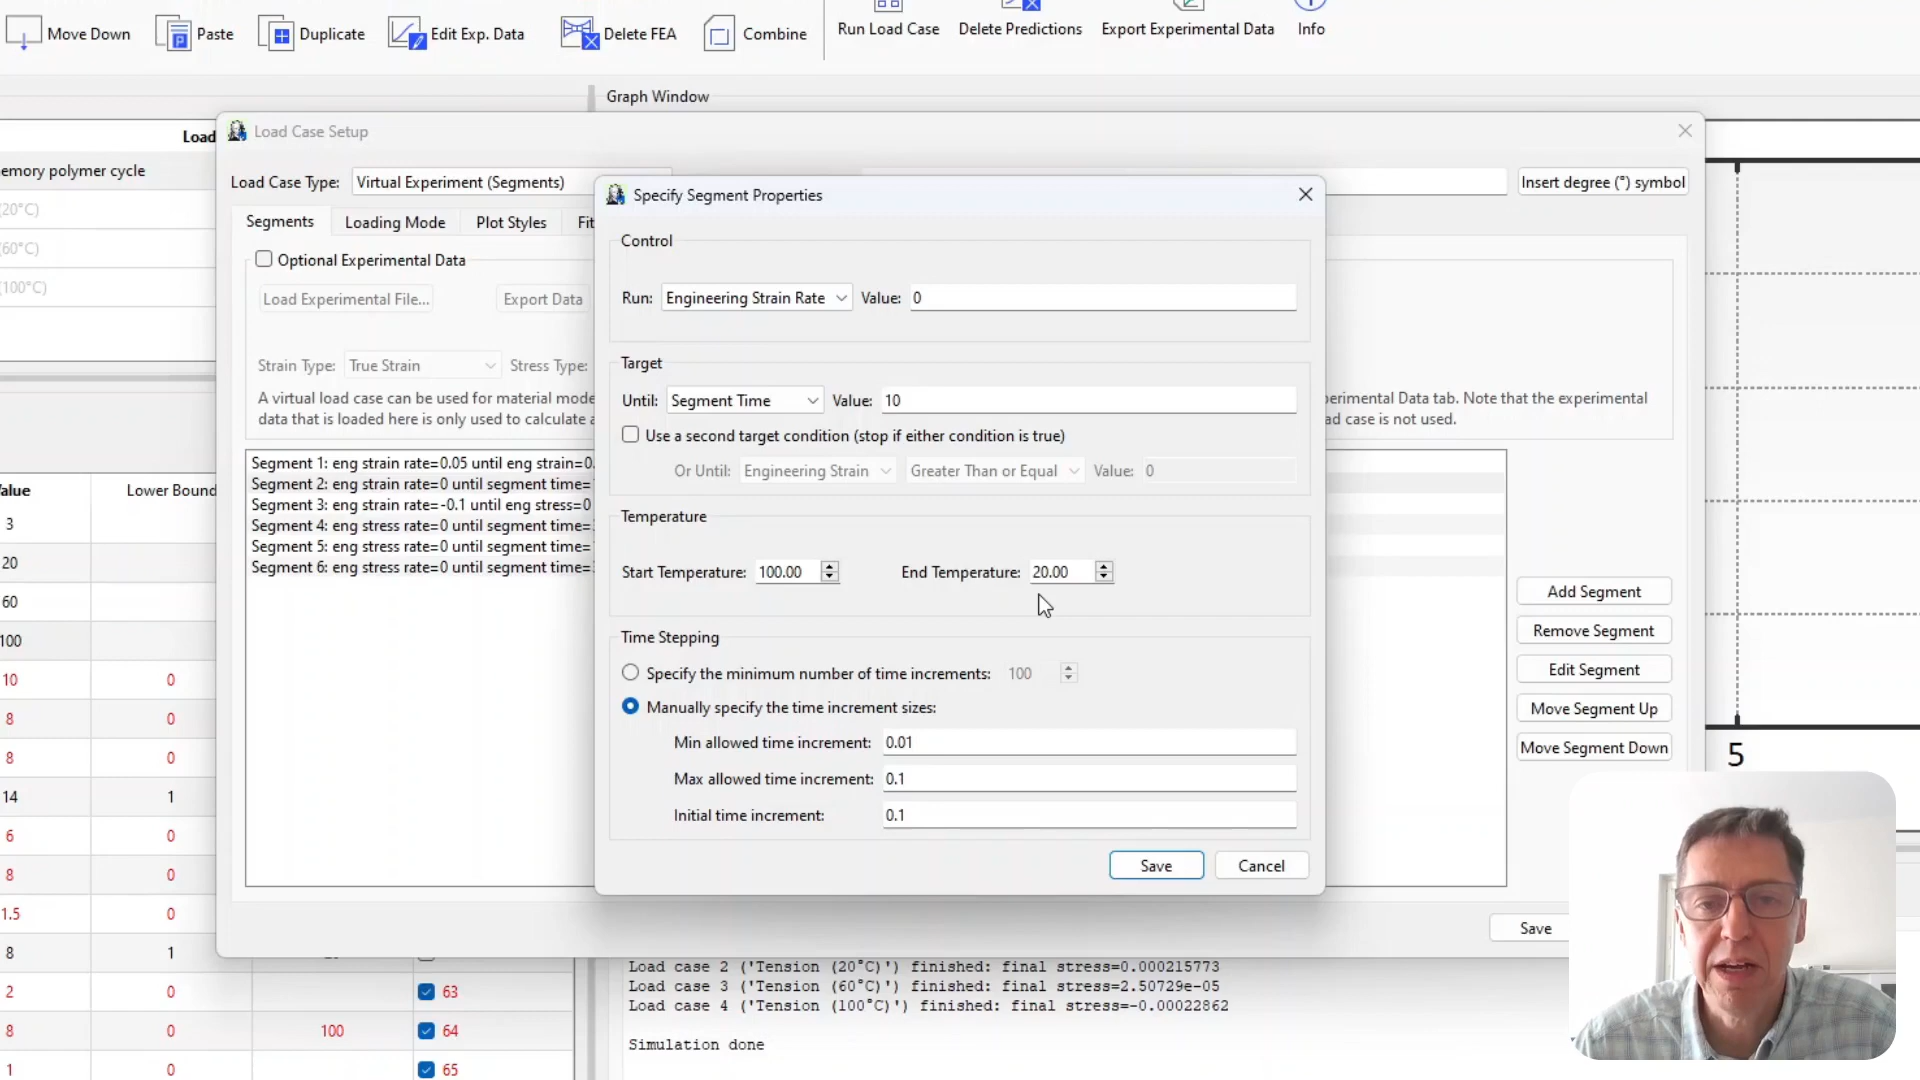 Move Down
Paste
Duplicate
Edit Exp. Data
Delete FEA
Combine
Run Load Case
Delete Predictions
Export Experimental Data
Info
Graph Window
Load
Load Case Setup
emory polymer cycle
Load Case Type: Virtual Experiment (Segments)
Insert degree (°) symbol
Specify Segment Properties
(20°C)
(60°C)
(100°C)
Segments
Loading Mode
Plot Styles
Fit
Control
Optional Experimental Data
Load Experimental File...
Export Data
Run: Engineering Strain Rate Value: 0
Target
Strain Type: True Strain Stress Type:
Until: Segment Time Value: 10
A virtual load case can be used for material mode
erimental Data tab. Note that the experimental
data that is loaded here is only used to calculate a
ad case is not used.
Use a second target condition (stop if either condition is true)
Or Until: Engineering Strain Greater Than or Equal Value: 0
Segment 1: eng strain rate=0.05 until eng strain=0.
Segment 2: eng strain rate=0 until segment time=
Segment 3: eng strain rate=-0.1 until eng stress=0
Segment 4: eng stress rate=0 until segment time=
Segment 5: eng stress rate=0 until segment time=
Segment 6: eng stress rate=0 until segment time=
Temperature
Start Temperature: 100.00 End Temperature: 20.00
Time Stepping
Specify the minimum number of time increments: 100
Manually specify the time increment sizes:
Min allowed time increment: 0.01
Max allowed time increment: 0.1
Initial time increment: 0.1
Save
Cancel
Add Segment
Remove Segment
Edit Segment
Move Segment Up
Move Segment Down
5
Save
alue Lower Bound
3
20
60
100
10 0
8 0
8 0
14 1
6 0
8 0
1.5 0
8 1
2 0 63
8 0 100 64
1 0 65
Load case 2 ('Tension (20°C)') finished: final stress=0.000215773
Load case 3 ('Tension (60°C)') finished: final stress=2.50729e-05
Load case 4 ('Tension (100°C)') finished: final stress=-0.00022862
Simulation done